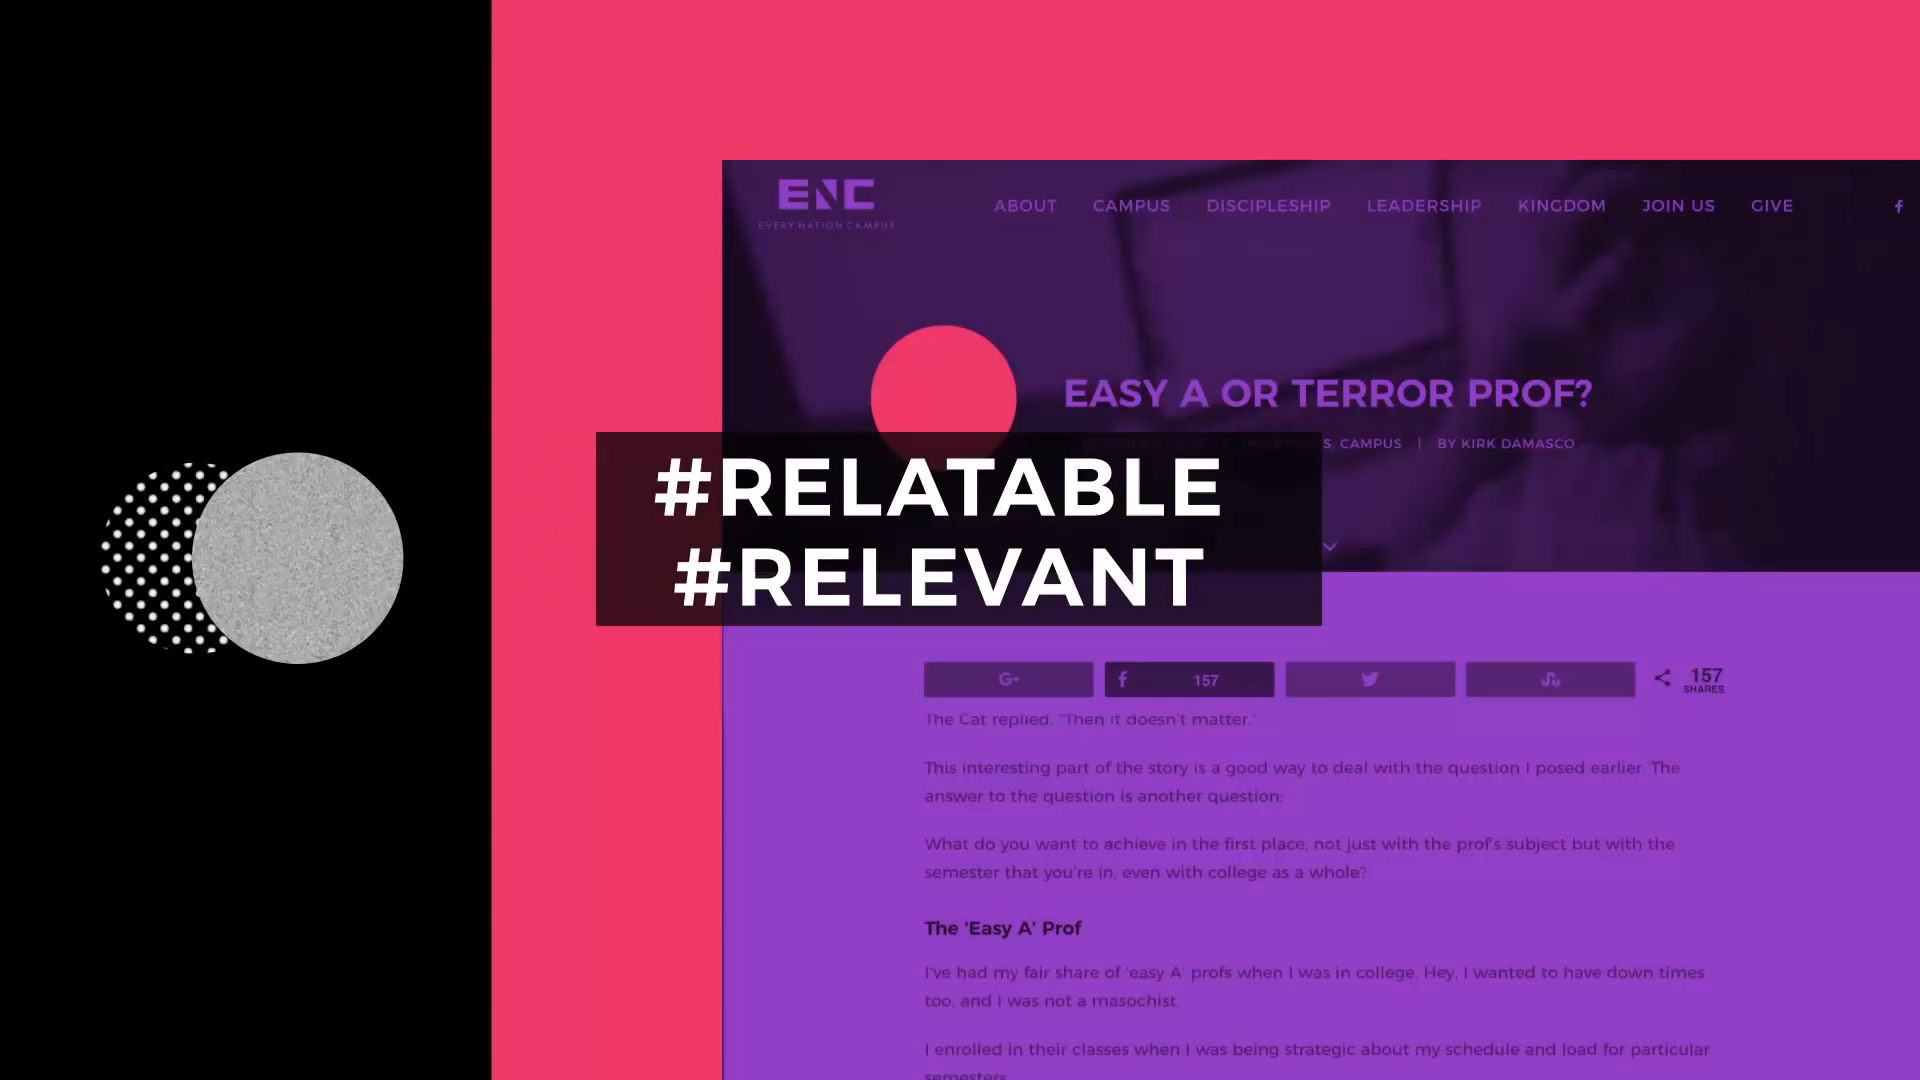 ENC
EVERY NATION CAMPUS
ABOUT CAMPUS DISCIPLESHIP LEADERSHIP KINGDOM JOIN US GIVE
EASY A OR TERROR PROF?
S, CAMPUS | BY KIRK DAMASCO
#RELATABLE
#RELEVANT
G+ 157 157
SHARES
The Cat replied, "Then it doesn't matter."
This interesting part of the story is a good way to deal with the question I posed earlier. The
answer to the question is another question:
What do you want to achieve in the first place, not just with the prof's subject but with the
semester that you're in, even with college as a whole?
The 'Easy A' Prof
I've had my fair share of 'easy A' profs when I was in college. Hey, I wanted to have down times
too, and I was not a masochist.
I enrolled in their classes when I was being strategic about my schedule and load for particular
semesters.